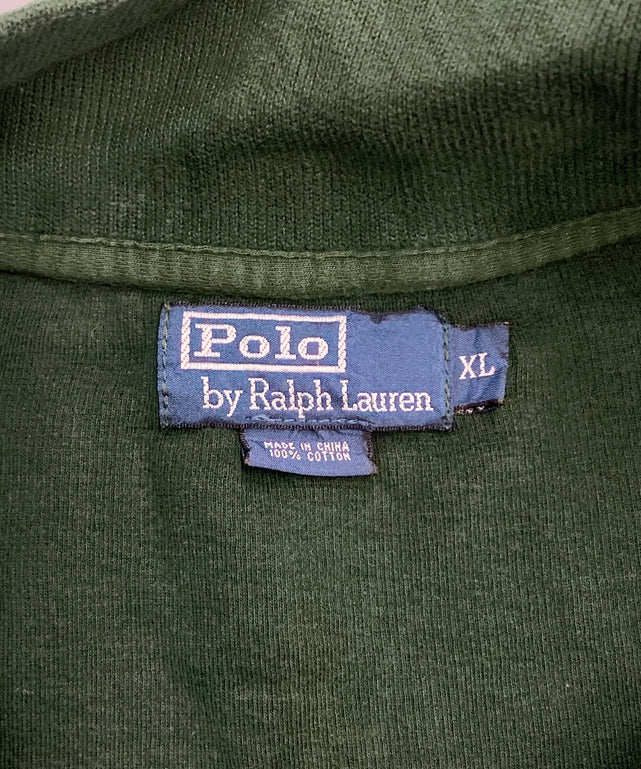 Polo
by Ralph Lauren
XL
MADE IN CHINA
100% COTTON